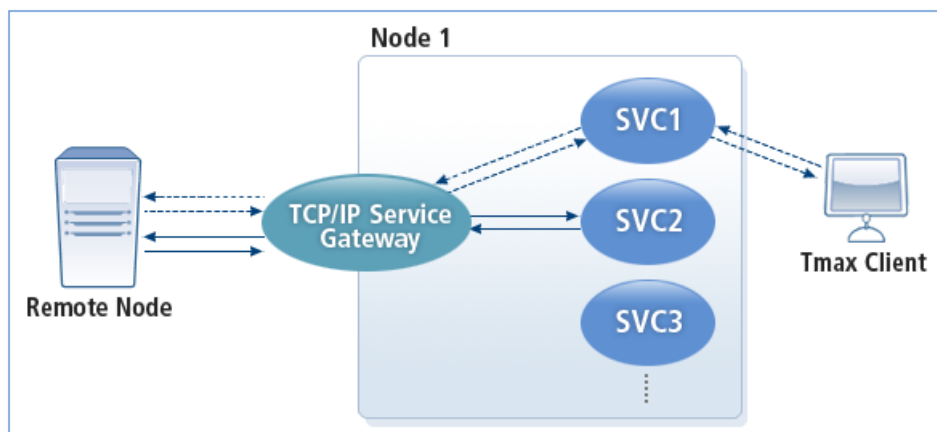 Node 1
SVC1
TCP/IP Service
Gateway
SVC2
Tmax Client
Remote Node
SVC3